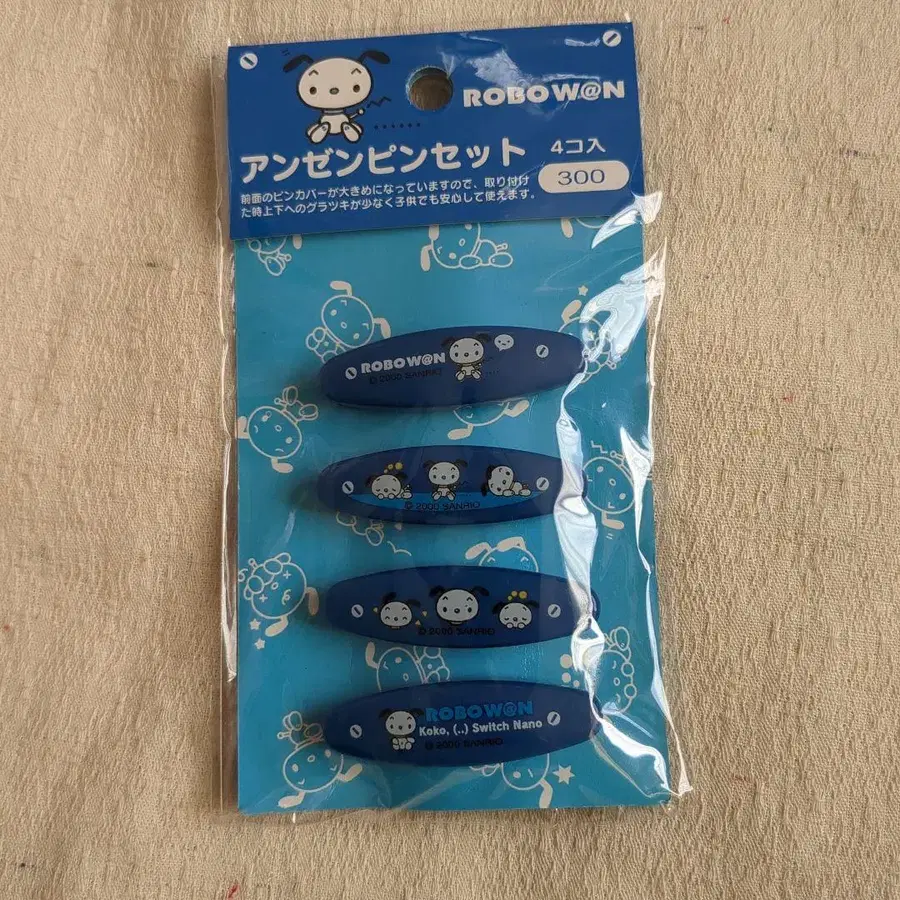 ROBOW@N
アンゼンピンセット 4コ入
前面のピンカバーが大きめになっていますので、取り付け
た時上下へのグラツキが少なく子供でも安心して使えます。
300
ROBOW@N
© 2000 SANRIO
© 2000 SANRIO
© 2000 SANRIO
ROBOW@N
Koko, (..) Switch Nano
© 2000 SANRIO